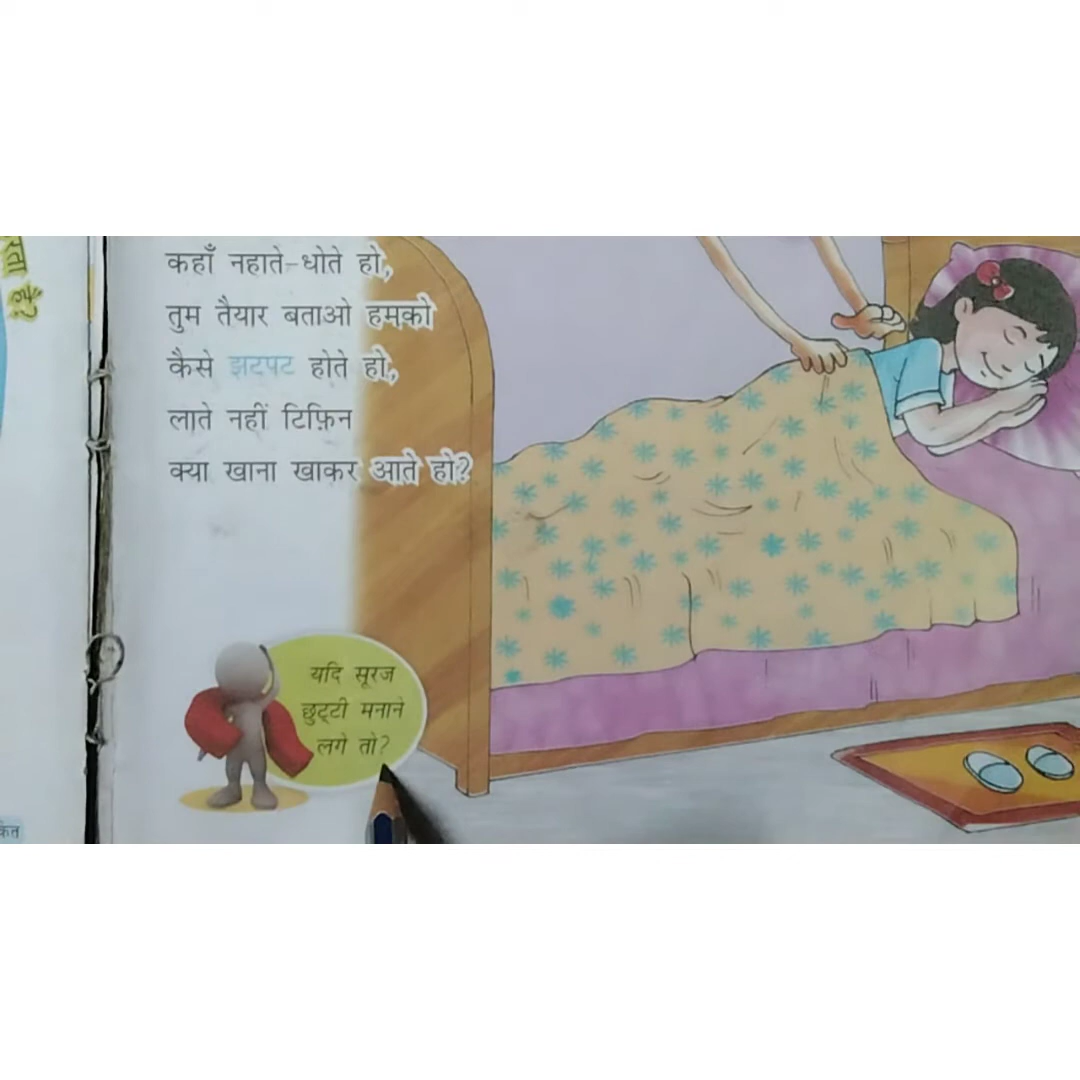 कहाँ नहाते-धोते हो,
तुम तैयार बताओ हमको
कैसे झटपट होते हो,
लाते नहीं टिफ़िन
क्या खाना खाकर आते हो?
यदि सूरज
छुट्टी मनाने
लगे तो?